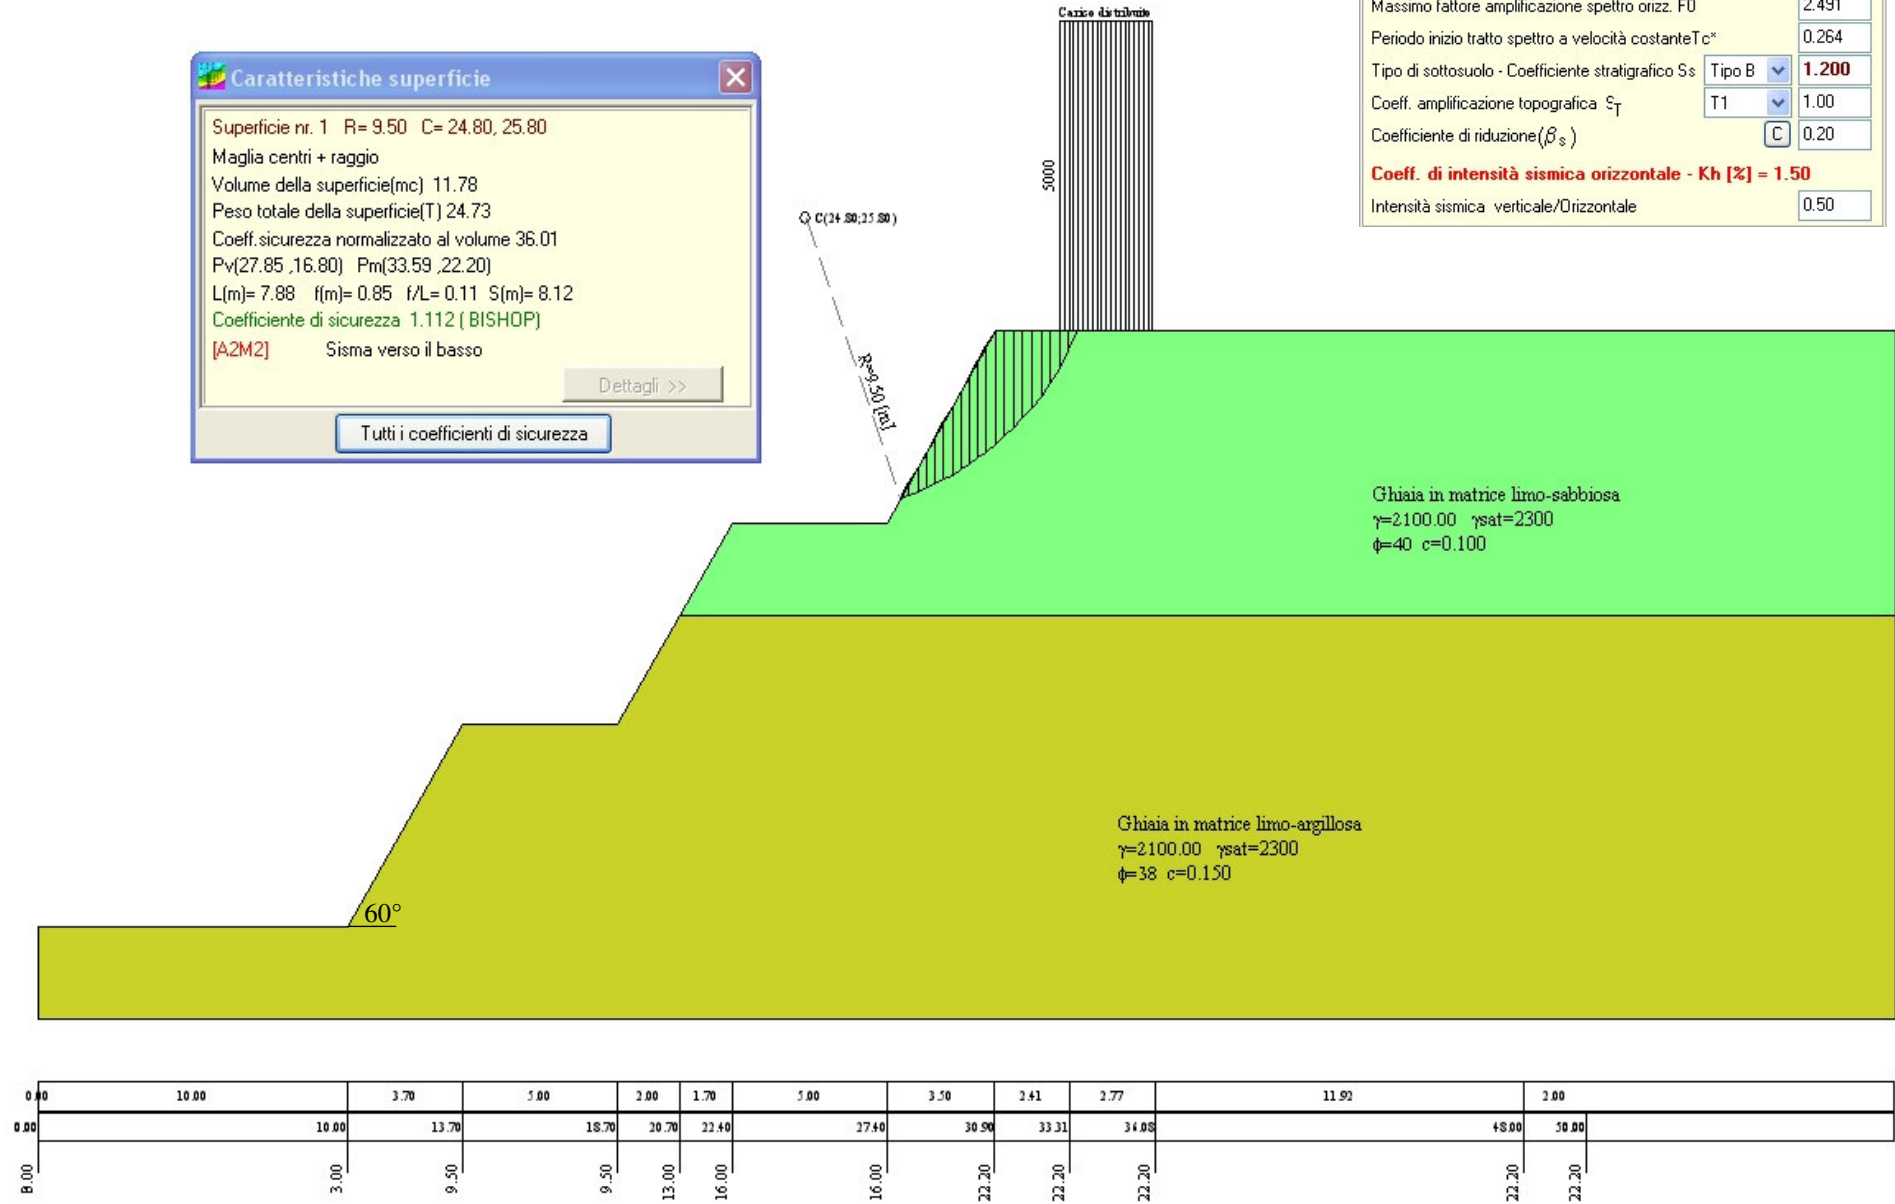 Carico distribuito
5000
Caratteristiche superficie
Superficie nr. 1 R= 9.50 C= 24.80, 25.80
Maglia centri + raggio
Volume della superficie(mc) 11.78
Peso totale della superficie(T) 24.73
Coeff.sicurezza normalizzato al volume 36.01
Pv(27.85 ,16.80) Pm(33.59 ,22.20)
L(m)= 7.88 f(m)= 0.85 f/L= 0.11 S(m)= 8.12
Coefficiente di sicurezza 1.112 ( BISHOP)
[A2M2] Sisma verso il basso
Dettagli >>
Tutti i coefficienti di sicurezza
Massimo fattore amplificazione spettro orizz. F0 2.491
Periodo inizio tratto spettro a velocità costanteTc* 0.264
Tipo di sottosuolo - Coefficiente stratigrafico Ss Tipo B 1.200
Coeff. amplificazione topografica ST T1 1.00
Coefficiente di riduzione(βs) C 0.20
Coeff. di intensità sismica orizzontale - Kh [%] = 1.50
Intensità sismica verticale/Orizzontale 0.50
C(24.80;25.80)
R=9.50 [m]
Ghiaia in matrice limo-sabbiosa
γ=2100.00 γsat=2300
ϕ=40 c=0.100
Ghiaia in matrice limo-argillosa
γ=2100.00 γsat=2300
ϕ=38 c=0.150
60°
0.00 10.00 3.70 5.00 2.00 1.70 5.00 3.50 2.41 2.77 11.92 2.00
0.00 10.00 13.70 18.70 20.70 22.40 27.40 30.90 33.31 34.08 48.00 50.00
3.00 9.50 9.50 13.00 16.00 16.00 22.20 22.20 22.20 22.20 22.20